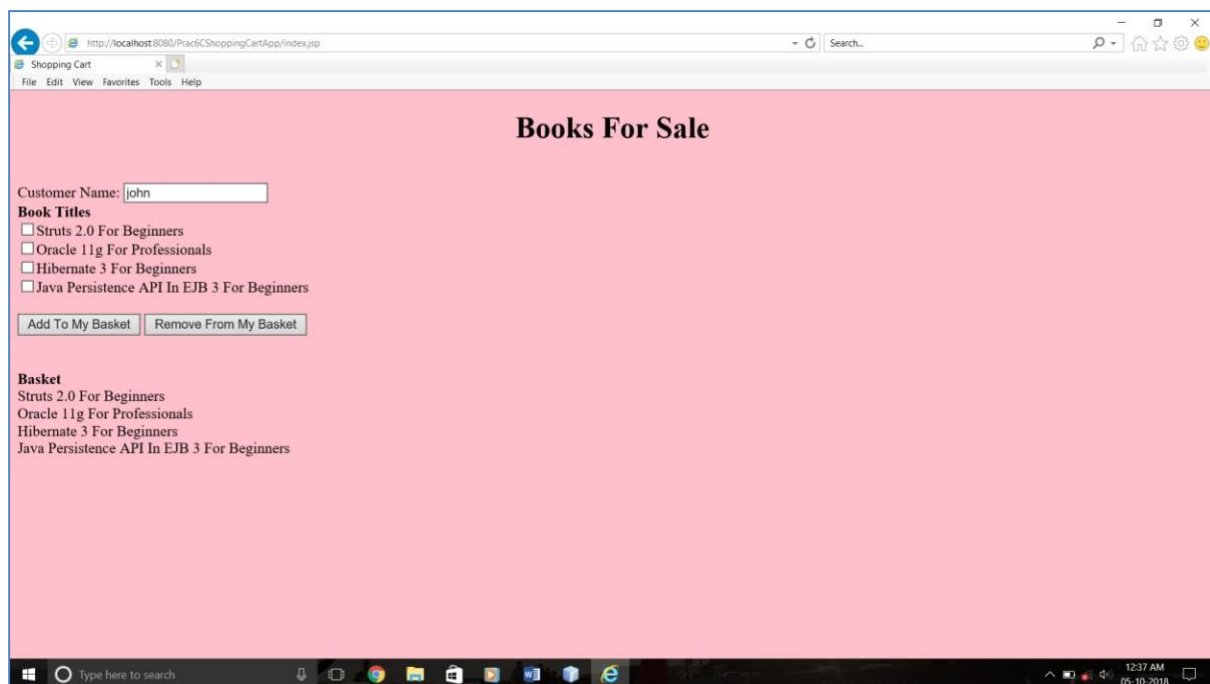 http://localhost:8080/Prac6CShoppingCartApp/index.jsp
Search...
Shopping Cart
File Edit View Favorites Tools Help
Books For Sale
Customer Name: john
Book Titles
Struts 2.0 For Beginners
Oracle 11g For Professionals
Hibernate 3 For Beginners
Java Persistence API In EJB 3 For Beginners
Add To My Basket Remove From My Basket
Basket
Struts 2.0 For Beginners
Oracle 11g For Professionals
Hibernate 3 For Beginners
Java Persistence API In EJB 3 For Beginners
Type here to search
12:37 AM
05-10-2018